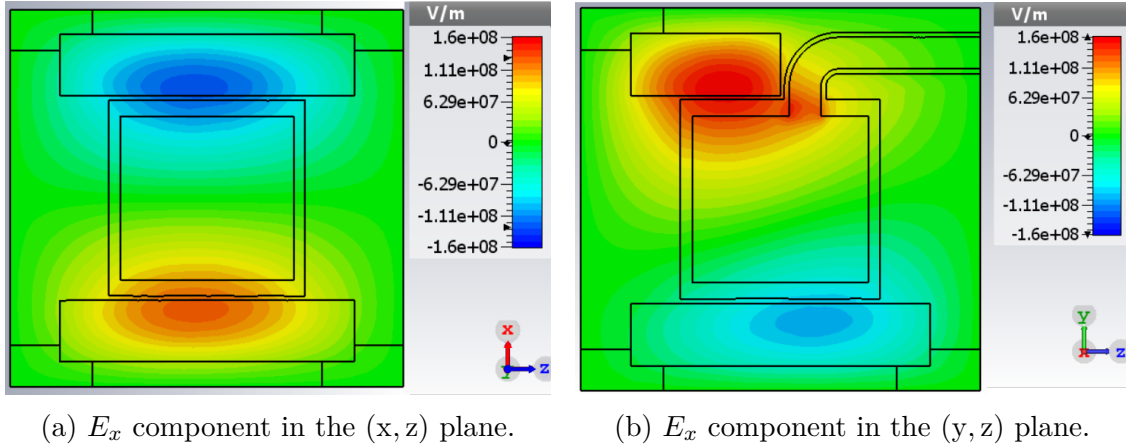 V/m
1.6e+08
1.11e+08
6.29e+07
0
-6.29e+07
-1.11e+08
-1.6e+08
x
y
z
V/m
1.6e+08
1.11e+08
6.29e+07
0
-6.29e+07
-1.11e+08
-1.6e+08
y
x
z
(a) Eₓ component in the (x, z) plane.
(b) Eₓ component in the (y, z) plane.